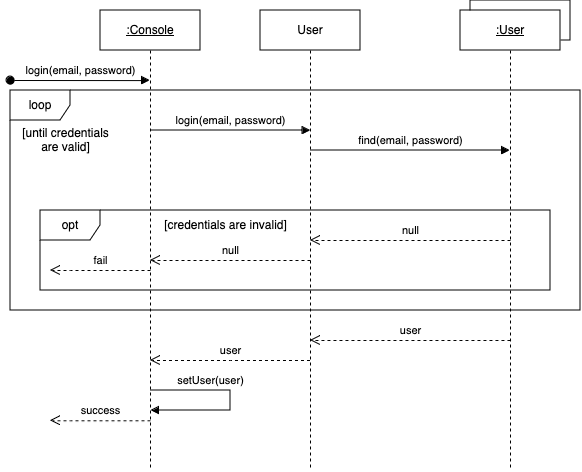 :Console
User
:User
login(email, password)
loop
[until credentials
are valid]
login(email, password)
find(email, password)
opt
[credentials are invalid]
null
null
fail
user
user
setUser(user)
success